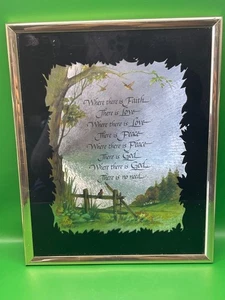 Where there is Faith
There is Love
Where there is Love
There is Peace
Where there is Peace
There is God
Where there is God
There is no need